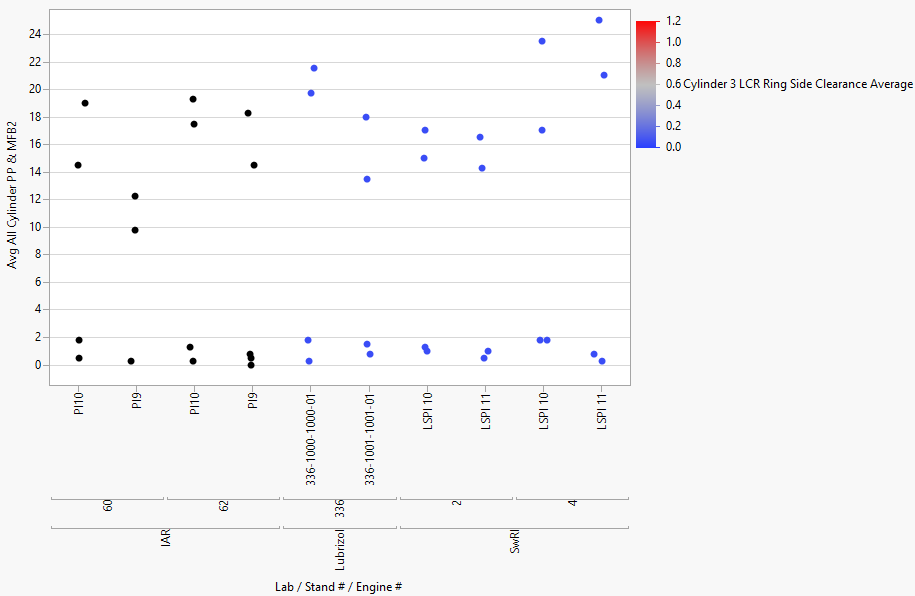 24
22
20
18
16
14
12
10
8
6
4
2
0
Avg All Cylinder PP & MFB2
1.2
1.0
0.8
0.6
0.4
0.2
0.0
Cylinder 3 LCR Ring Side Clearance Average
PI10
PI9
PI10
PI9
336-1000-1000-01
336-1001-1001-01
LSPI 10
LSPI 11
LSPI 10
LSPI 11
60
62
336
2
4
IAR
Lubrizol
SwRI
Lab / Stand # / Engine #